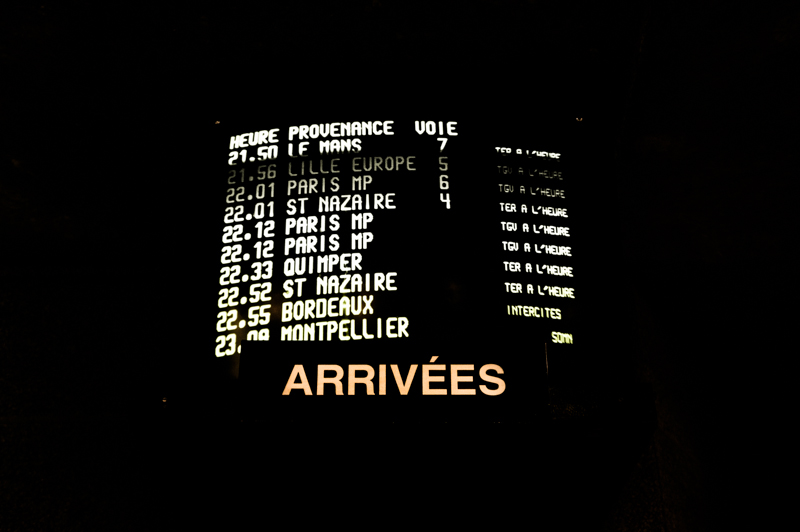 HEURE PROVENANCE VOIE
21.50 LE MANS 7 TER A L'HEURE
21.56 LILLE EUROPE 5 TGV A L'HEURE
22.01 PARIS MP 6 TGV A L'HEURE
22.01 ST NAZAIRE 4 TER A L'HEURE
22.12 PARIS MP TGV A L'HEURE
22.12 PARIS MP TGV A L'HEURE
22.33 QUIMPER TER A L'HEURE
22.52 ST NAZAIRE TER A L'HEURE
22.55 BORDEAUX INTERCITES
23. MONTPELLIER
ARRIVÉES